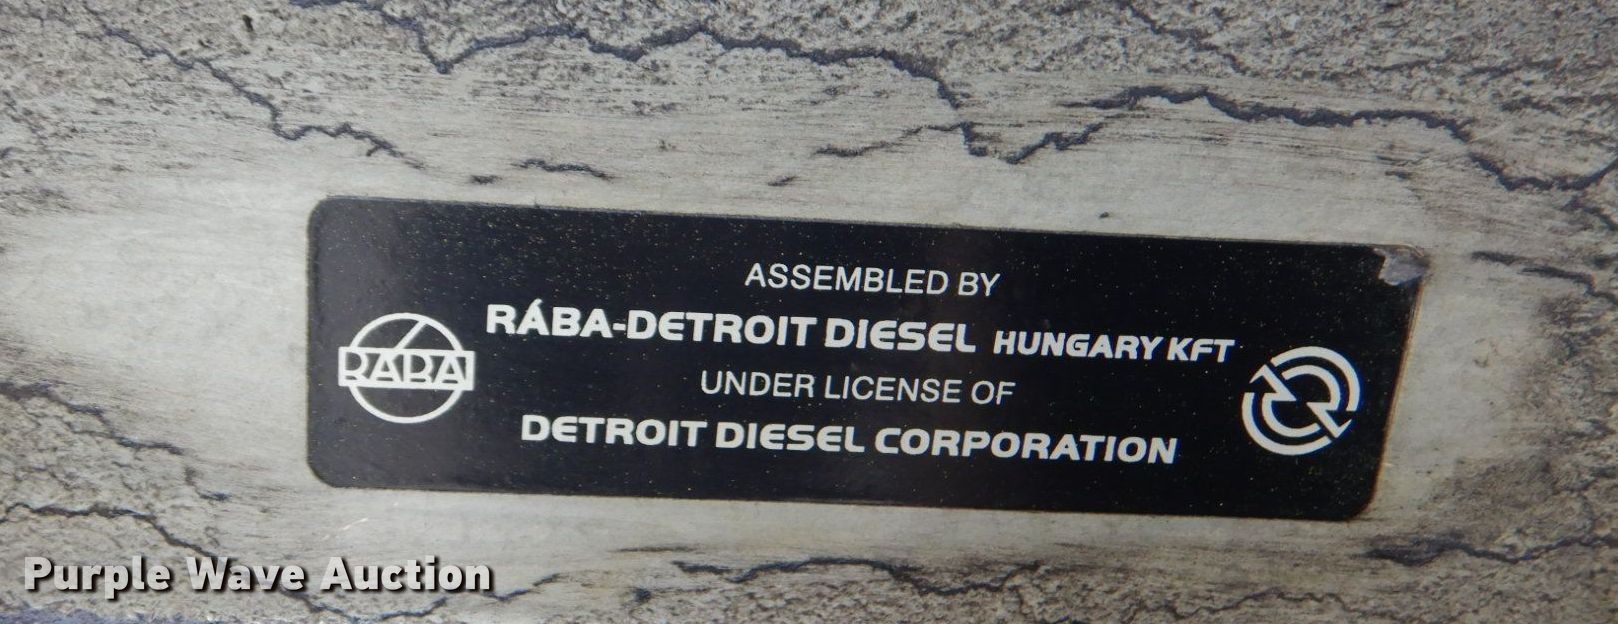 ASSEMBLED BY
RÁBA-DETROIT DIESEL HUNGARY KFT
RÁBA
UNDER LICENSE OF
DETROIT DIESEL CORPORATION
Purple Wave Auction